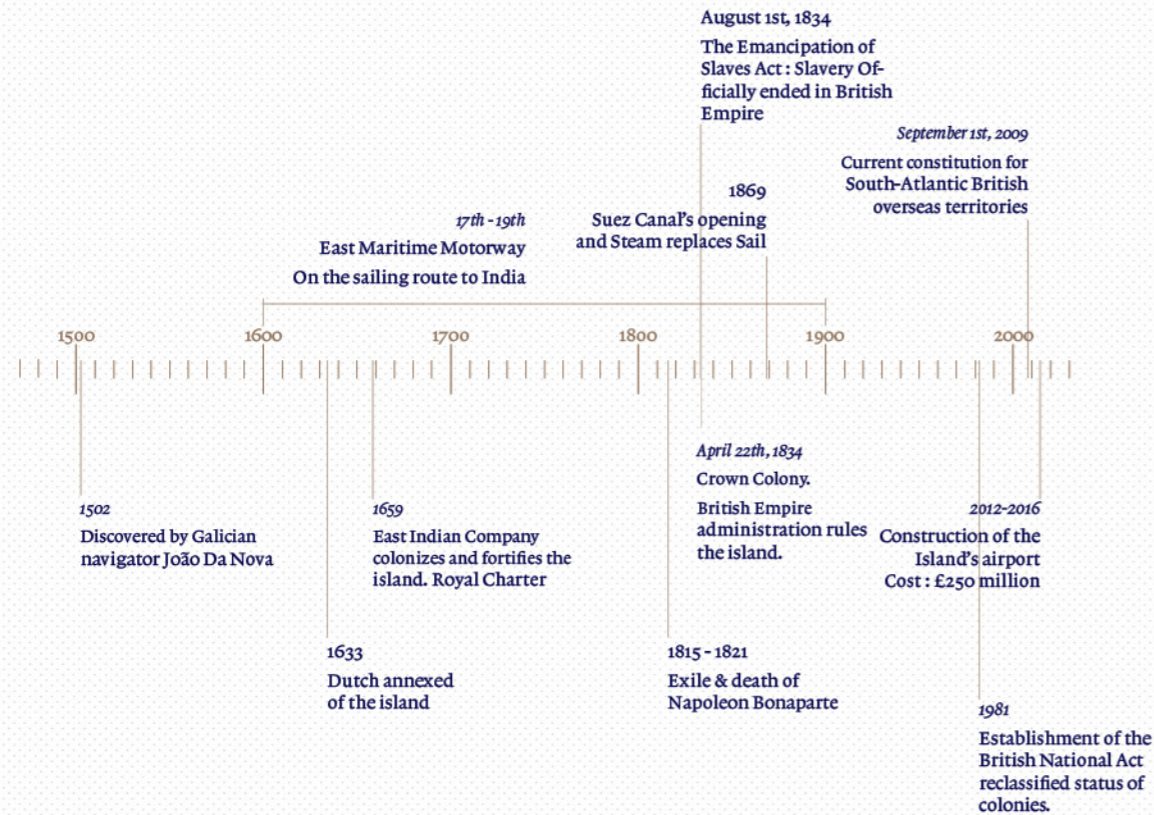 August 1st, 1834
The Emancipation of
Slaves Act : Slavery Of-
ficially ended in British
Empire
September 1st, 2009
Current constitution for
South-Atlantic British
overseas territories
1869
Suez Canal's opening
and Steam replaces Sail
17th - 19th
East Maritime Motorway
On the sailing route to India
1500 1600 1700 1800 1900 2000
1502
Discovered by Galician
navigator João Da Nova
1659
East Indian Company
colonizes and fortifies the
island. Royal Charter
April 22th, 1834
Crown Colony.
British Empire
administration rules
the island.
2012-2016
Construction of the
Island's airport
Cost : £250 million
1633
Dutch annexed
of the island
1815 - 1821
Exile & death of
Napoleon Bonaparte
1981
Establishment of the
British National Act
reclassified status of
colonies.